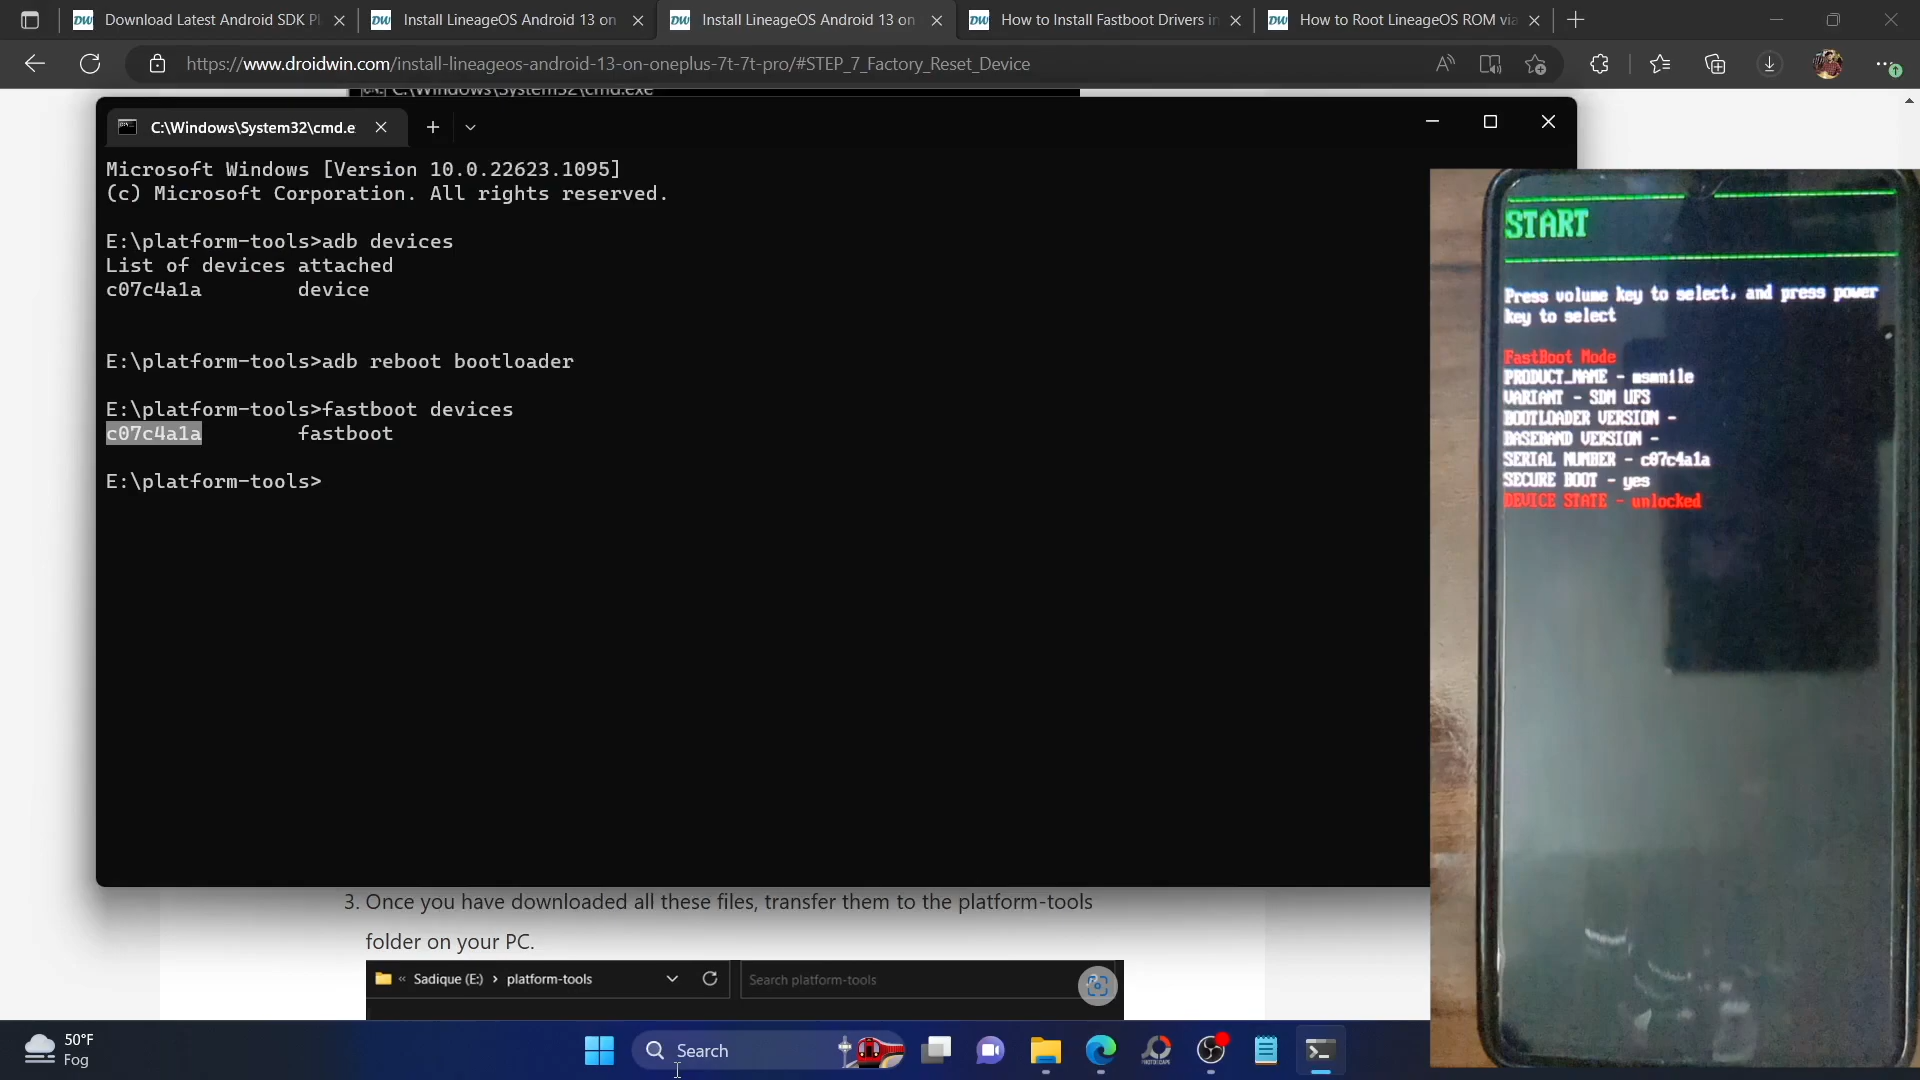 Download Latest Android SDK Pl
Install LineageOS Android 13 on
Install LineageOS Android 13 on
How to Install Fastboot Drivers in
How to Root LineageOS ROM via
https://www.droidwin.com/install-lineageos-android-13-on-oneplus-7t-7t-pro/#STEP_7_Factory_Reset_Device
C:\Windows\System32\cmd.exe
C:\Windows\System32\cmd.e
Microsoft Windows [Version 10.0.22623.1095]
(c) Microsoft Corporation. All rights reserved.
E:\platform-tools>adb devices
List of devices attached
c07c4a1a device
E:\platform-tools>adb reboot bootloader
E:\platform-tools>fastboot devices
c07c4a1a fastboot
E:\platform-tools>
START
Press volume key to select, and press power
key to select
FastBoot Mode
PRODUCT_NAME - msmnile
VARIANT - SDM UFS
BOOTLOADER VERSION -
BASEBAND VERSION -
SERIAL NUMBER - c07c4a1a
SECURE BOOT - yes
DEVICE STATE - unlocked
3. Once you have downloaded all these files, transfer them to the platform-tools
folder on your PC.
« Sadique (E:) > platform-tools
Search platform-tools
50°F
Fog
Search